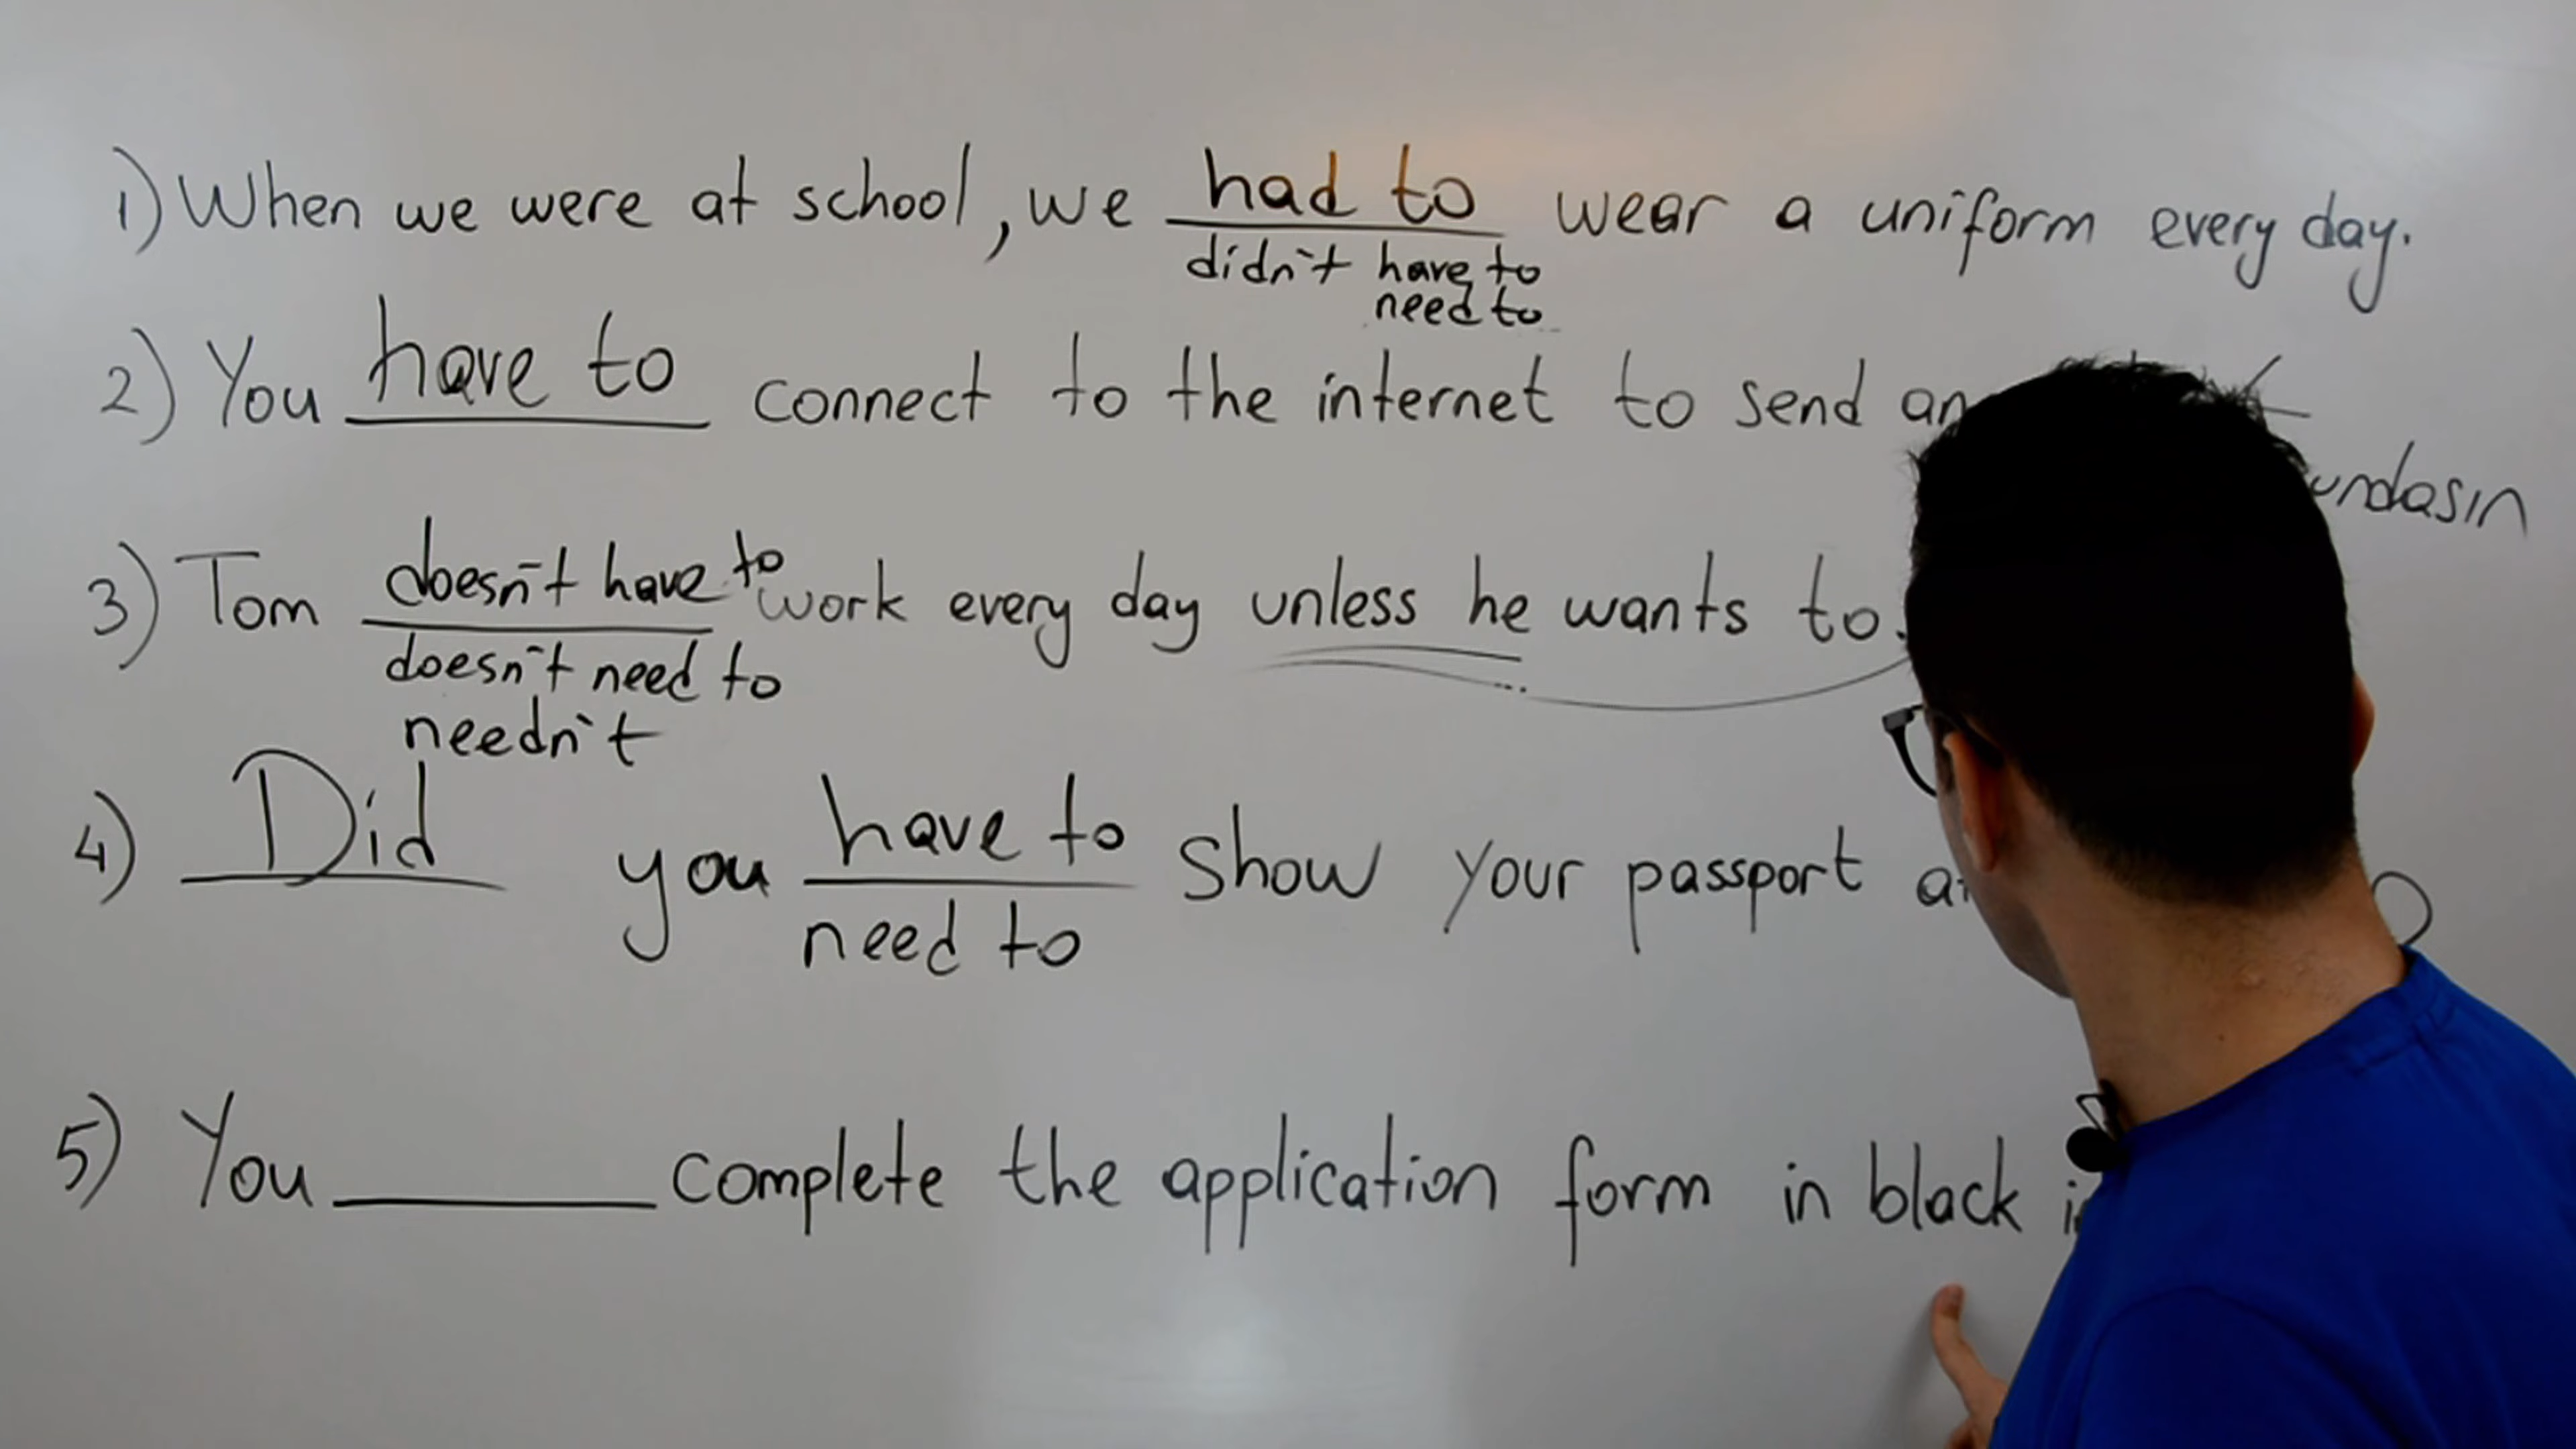 1) When we were at school, we had to wear a uniform every day.
didn't have to
need to
2) You have to connect to the internet to send an
3) Tom doesn't have to work every day unless he wants to.
doesn't need to
needn't
4) Did you have to show your passport
need to
5) You ______ complete the application form in black